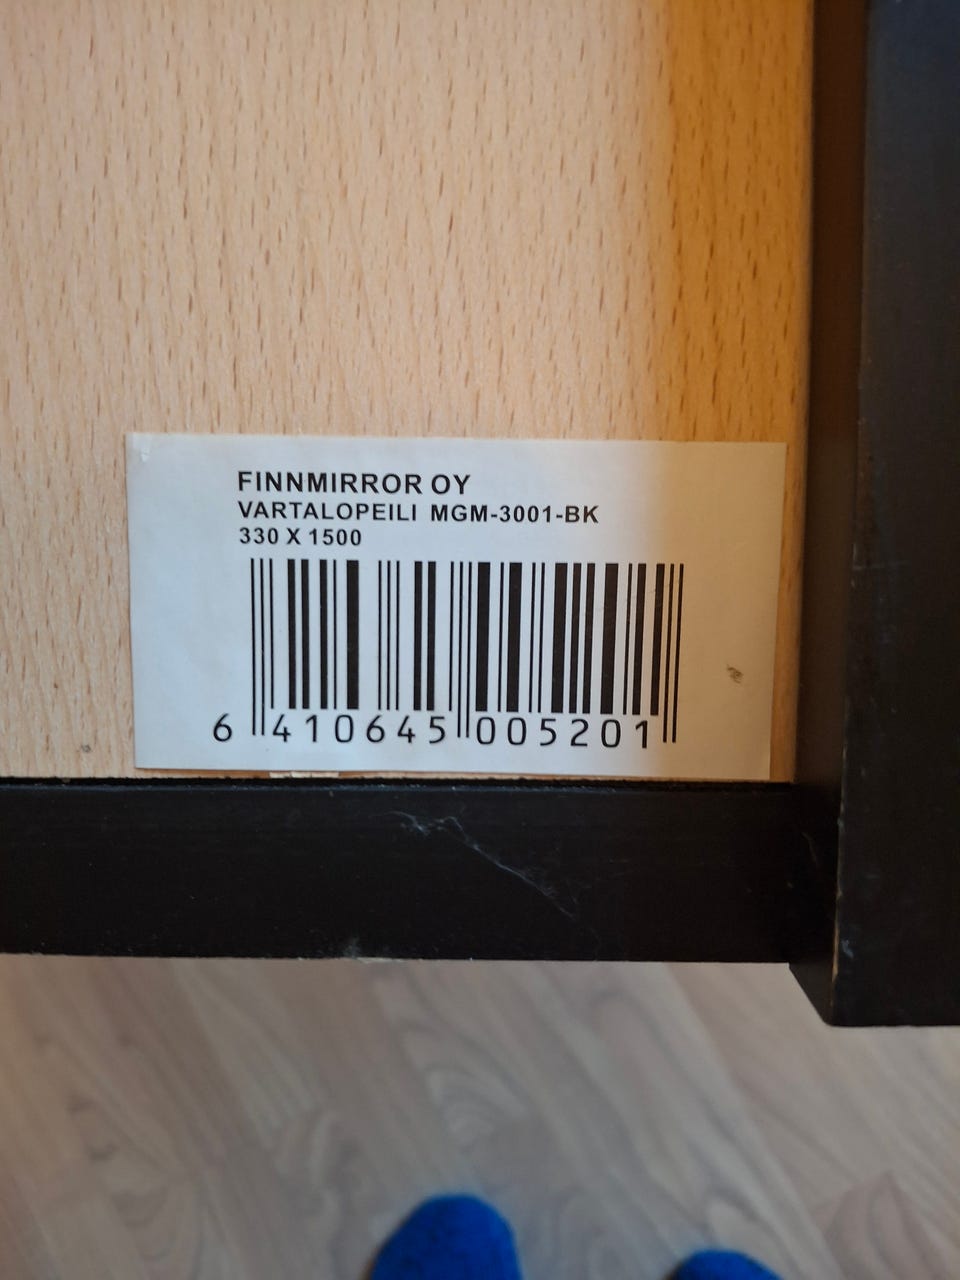 FINNMIRROR OY
VARTALOPEILI MGM-3001-BK
330 X 1500
6 410645 005201